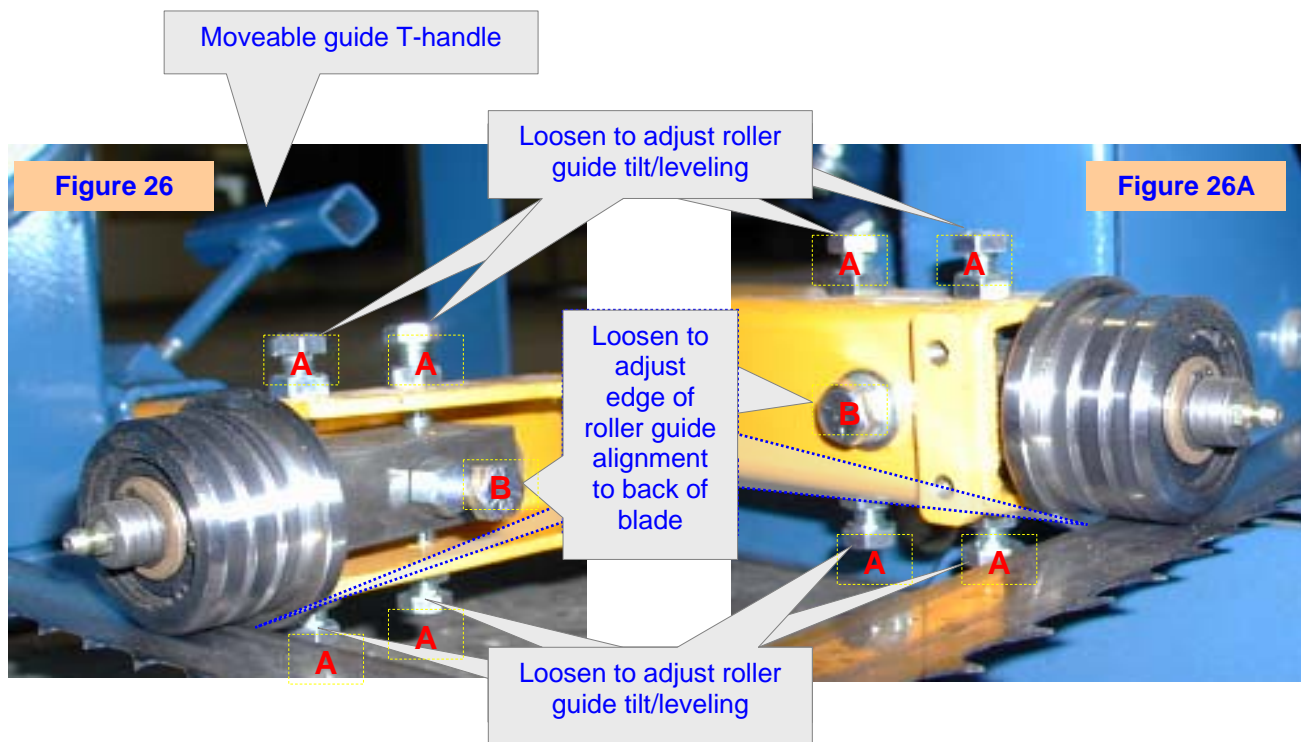 Moveable guide T-handle
Loosen to adjust roller
guide tilt/leveling
Figure 26
Figure 26A
A
A
A
A
Loosen to
adjust
edge of
roller guide
alignment
to back of
blade
B
B
A
A
A
A
Loosen to adjust roller
guide tilt/leveling